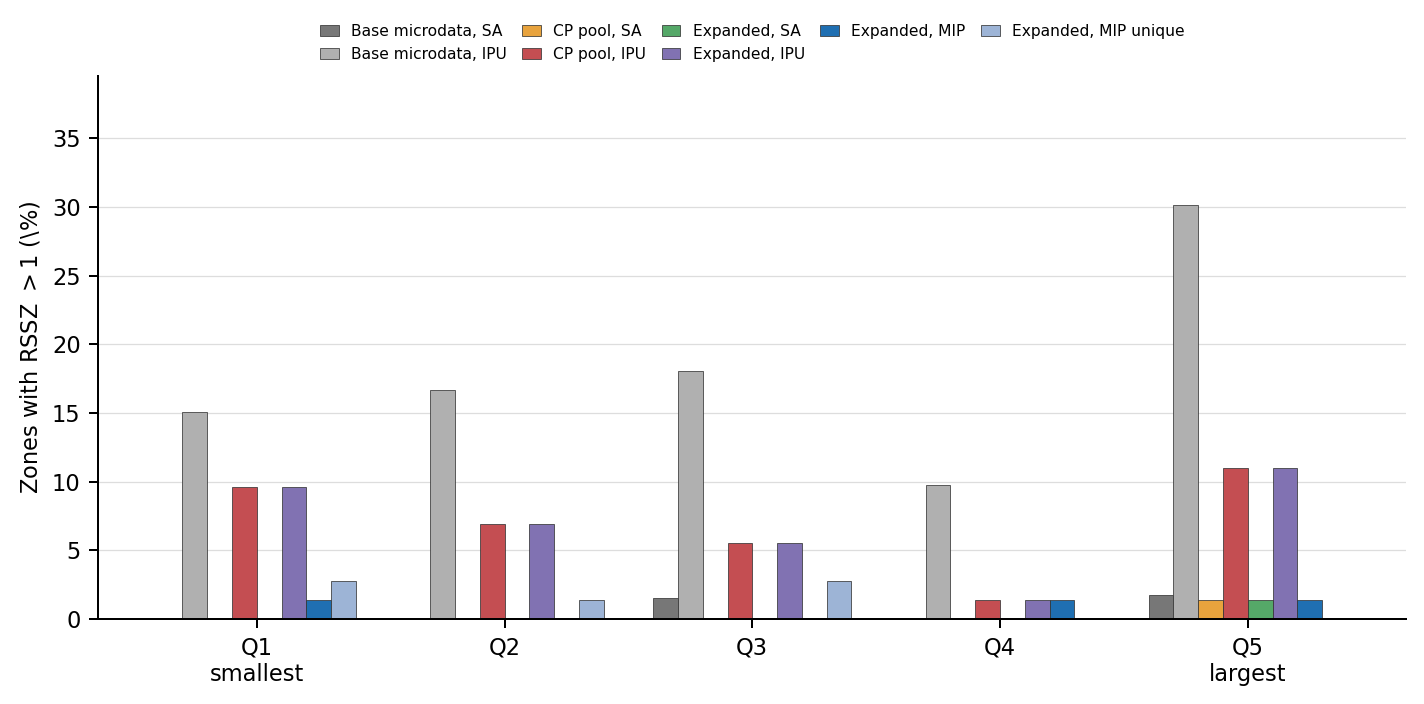 Base microdata, SA
CP pool, SA
Expanded, SA
Expanded, MIP
Expanded, MIP unique
Base microdata, IPU
CP pool, IPU
Expanded, IPU
Zones with RSSZ > 1 (\%)
35
30
25
20
15
10
5
0
Q1
smallest
Q2
Q3
Q4
Q5
largest